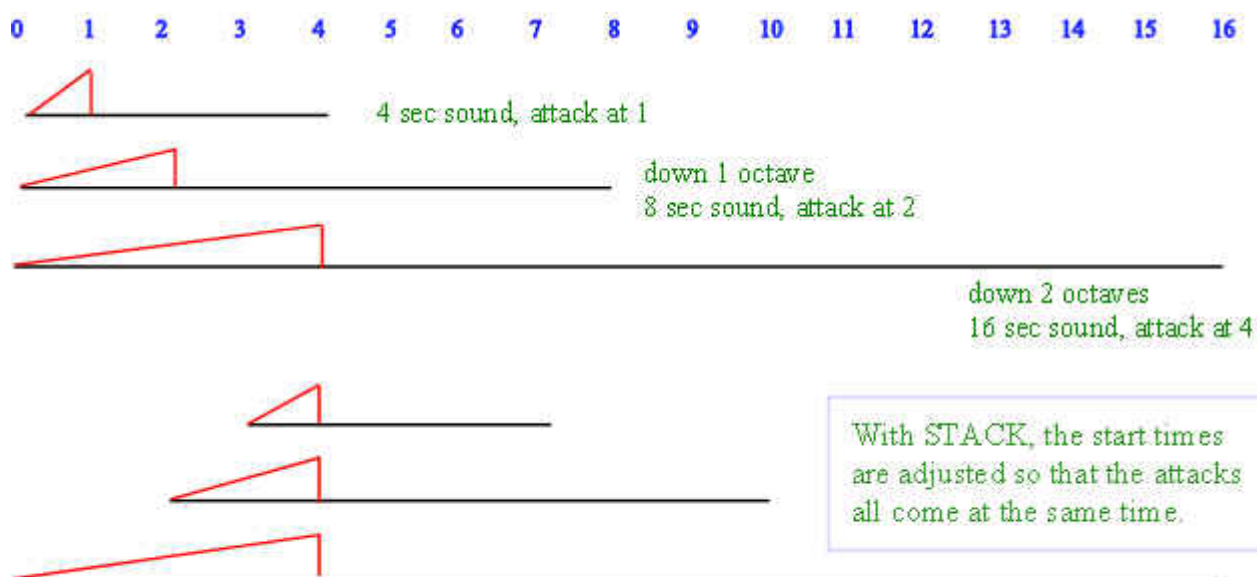 0 1 2 3 4 5 6 7 8 9 10 11 12 13 14 15 16
4 sec sound, attack at 1
down 1 octave
8 sec sound, attack at 2
down 2 octaves
16 sec sound, attack at 4
With STACK, the start times
are adjusted so that the attacks
all come at the same time.